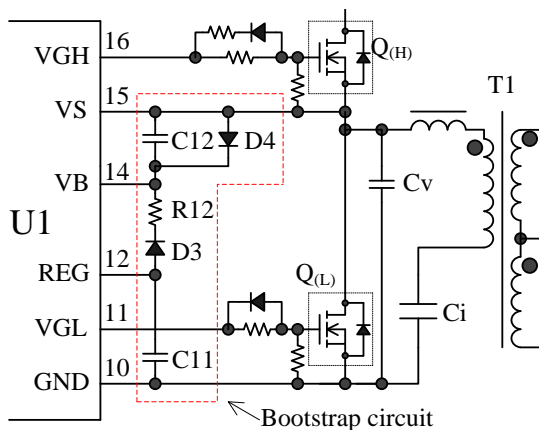 VGH 16 Q(H)
T1
VS 15
C12 D4
VB 14
Cv
R12
U1
D3
REG 12
Q(L)
VGL 11
Ci
C11
GND 10
Bootstrap circuit